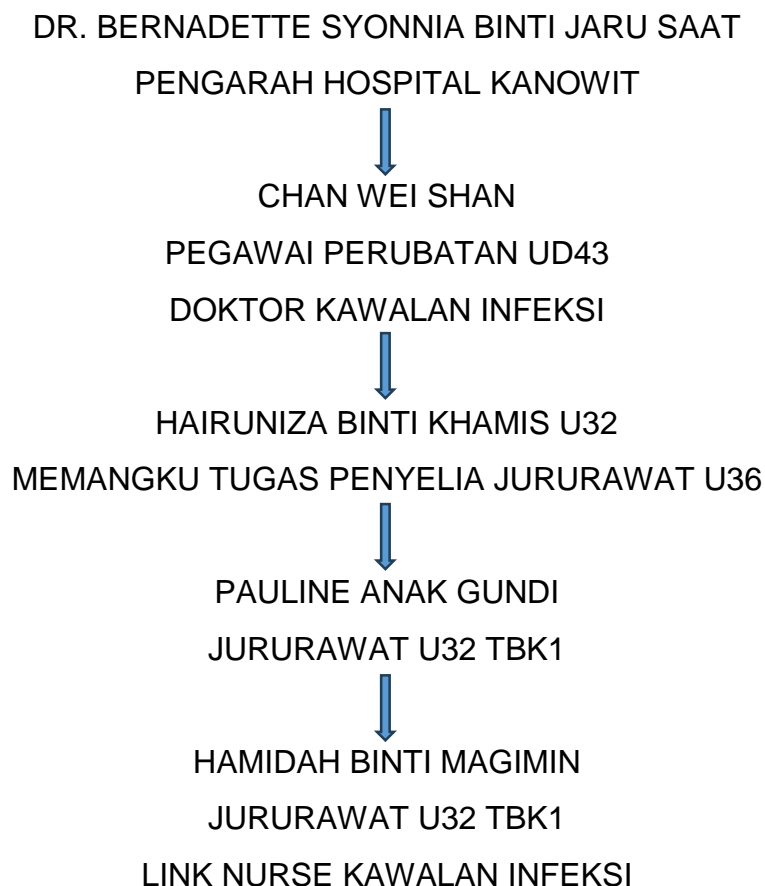 DR. BERNADETTE SYONNIA BINTI JARU SAAT
PENGARAH HOSPITAL KANOWIT
CHAN WEI SHAN
PEGAWAI PERUBATAN UD43
DOKTOR KAWALAN INFEKSI
HAIRUNIZA BINTI KHAMIS U32
MEMANGKU TUGAS PENYELIA JURURAWAT U36
PAULINE ANAK GUNDI
JURURAWAT U32 TBK1
HAMIDAH BINTI MAGIMIN
JURURAWAT U32 TBK1
LINK NURSE KAWALAN INFEKSI